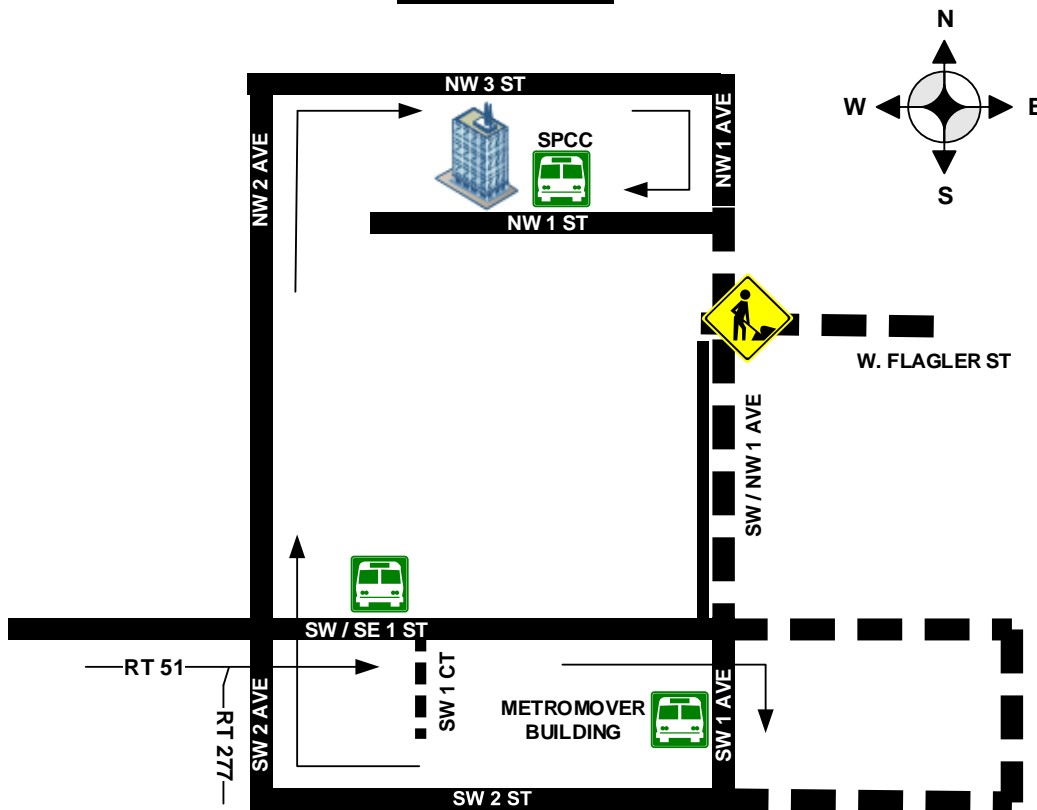 N
W
E
S
NW 3 ST
SPCC
NW 2 AVE
NW 1 AVE
NW 1 ST
W. FLAGLER ST
SW / NW 1 AVE
SW / SE 1 ST
RT 51
RT 277
SW 2 AVE
SW 1 CT
METROMOVER
BUILDING
SW 1 AVE
SW 2 ST